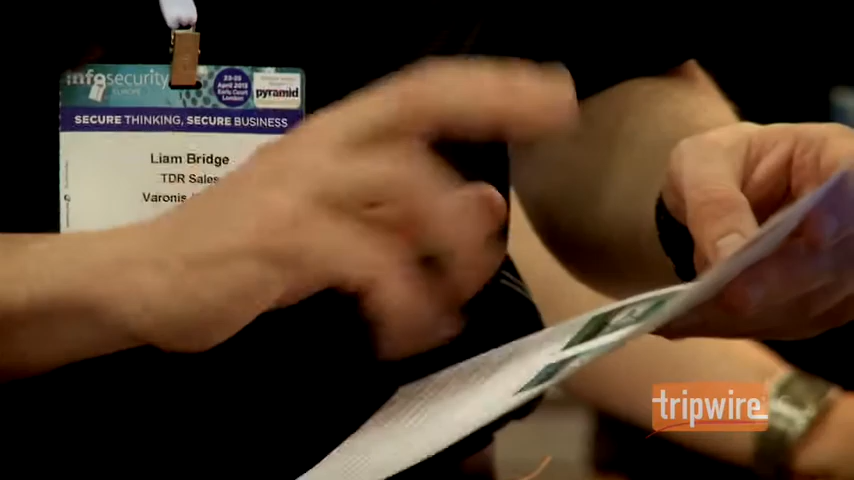 infosecurity
EUROPE
23-25
April 2013
Earls Court
London
pyramid
SECURE THINKING, SECURE BUSINESS
Liam Bridge
TDR Sales
Varonis
tripwire